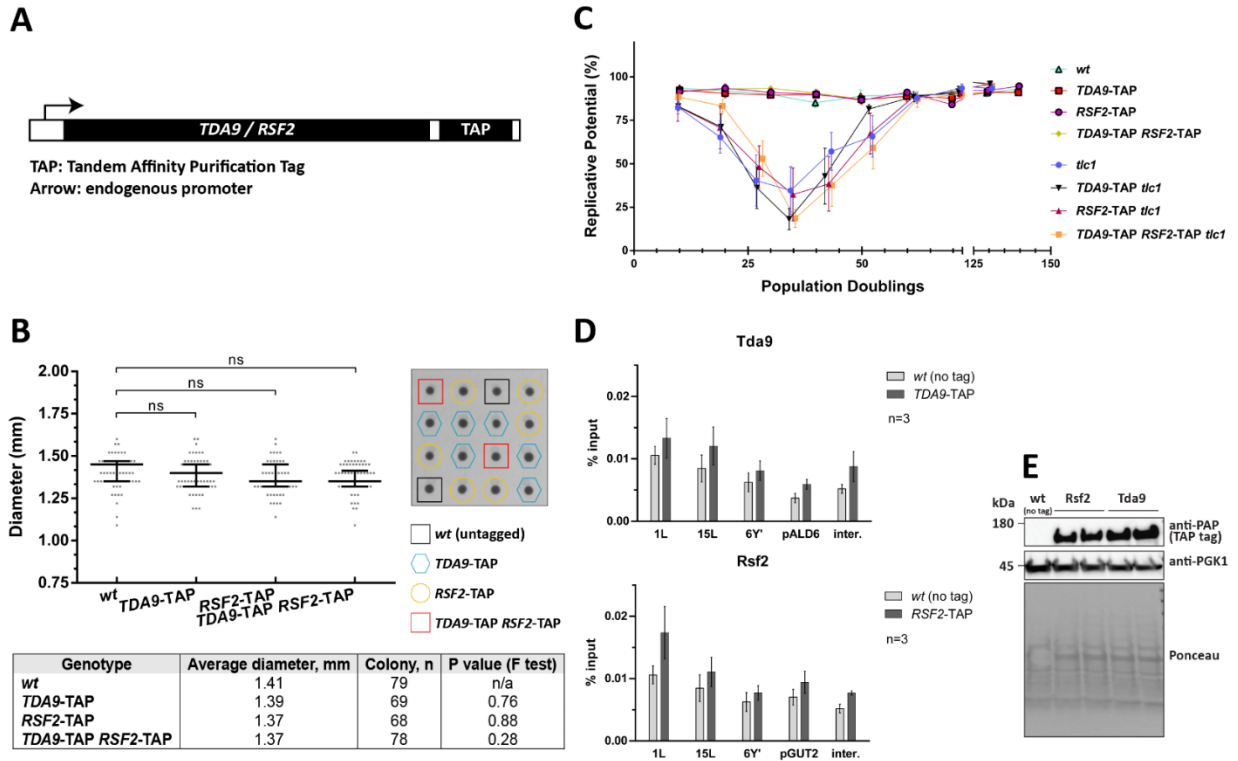 A
TDA9 / RSF2
TAP
TAP: Tandem Affinity Purification Tag
Arrow: endogenous promoter
C
Replicative Potential (%)
100
75
50
25
0
0
25
50
75
125
150
Population Doublings
wt
TDA9-TAP
RSF2-TAP
TDA9-TAP RSF2-TAP
tlc1
TDA9-TAP tlc1
RSF2-TAP tlc1
TDA9-TAP RSF2-TAP tlc1
B
Diameter (mm)
2.00
1.75
1.50
1.25
1.00
0.75
ns
ns
ns
wt
TDA9-TAP
RSF2-TAP
TDA9-TAP RSF2-TAP
wt (untagged)
TDA9-TAP
RSF2-TAP
TDA9-TAP RSF2-TAP
Genotype Average diameter, mm Colony, n P value (F test)
wt 1.41 79 n/a
TDA9-TAP 1.39 69 0.76
RSF2-TAP 1.37 68 0.88
TDA9-TAP RSF2-TAP 1.37 78 0.28
D
Tda9
% input
0.02
0.01
0.00
1L 15L 6Y' pALD6 inter.
wt (no tag)
TDA9-TAP
n=3
Rsf2
% input
0.02
0.01
0.00
1L 15L 6Y' pGUT2 inter.
wt (no tag)
RSF2-TAP
n=3
E
kDa
wt
(no tag)
Rsf2
Tda9
180
anti-PAP
(TAP tag)
45
anti-PGK1
Ponceau